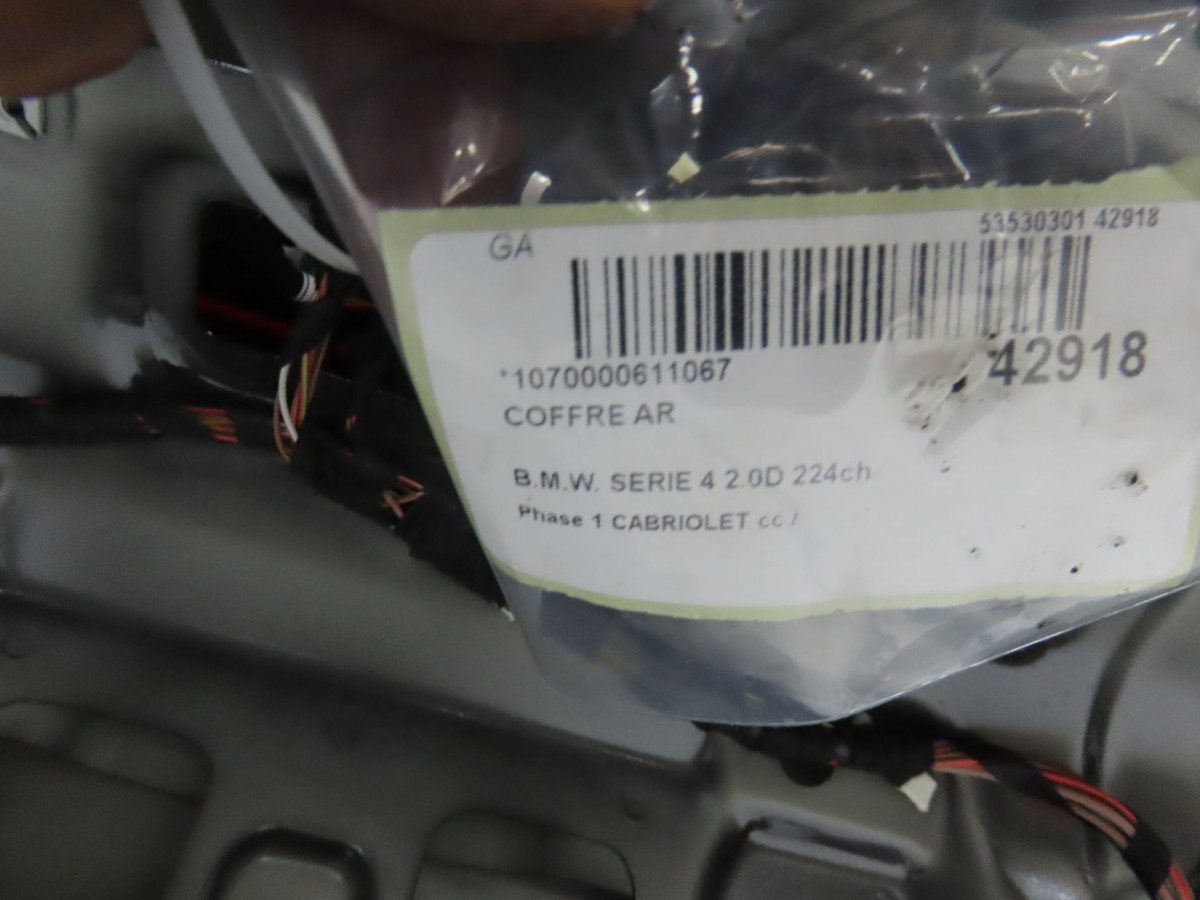 GA
53530301 42918
*1070000611067
42918
COFFRE AR
B.M.W. SERIE 4 2.0D 224ch
Phase 1 CABRIOLET cc /